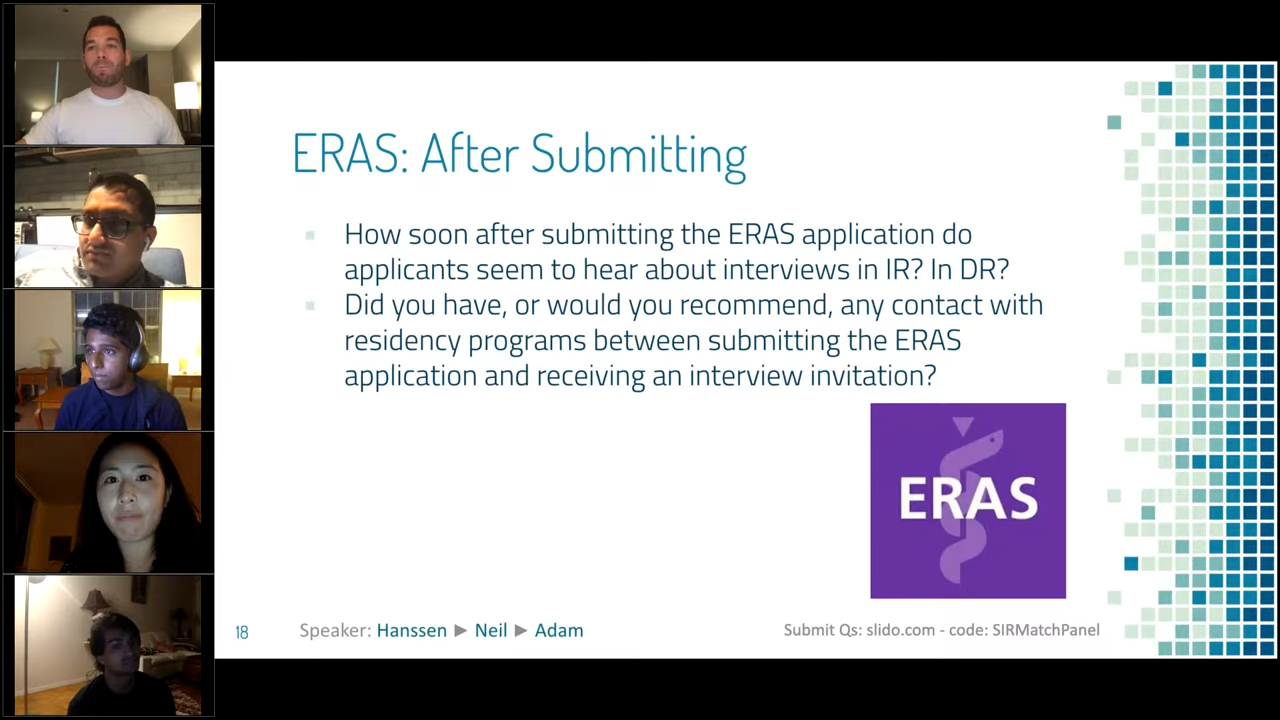 ERAS: After Submitting
How soon after submitting the ERAS application do
applicants seem to hear about interviews in IR? In DR?
Did you have, or would you recommend, any contact with
residency programs between submitting the ERAS
application and receiving an interview invitation?
ERAS
18
Speaker: Hanssen ► Neil ► Adam
Submit Qs: slido.com - code: SIRMatchPanel